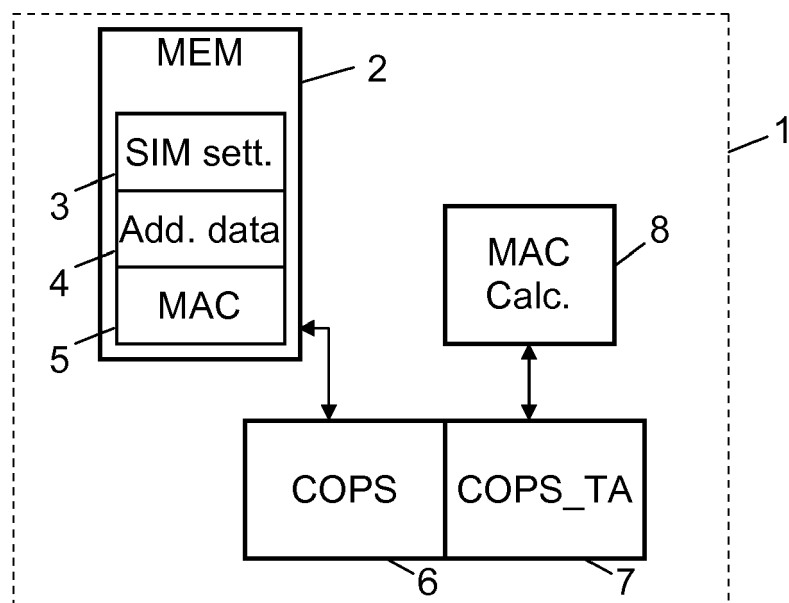 MEM
2
1
SIM sett.
3
Add. data
4
MAC
5
MAC
Calc.
8
COPS
COPS_TA
6
7